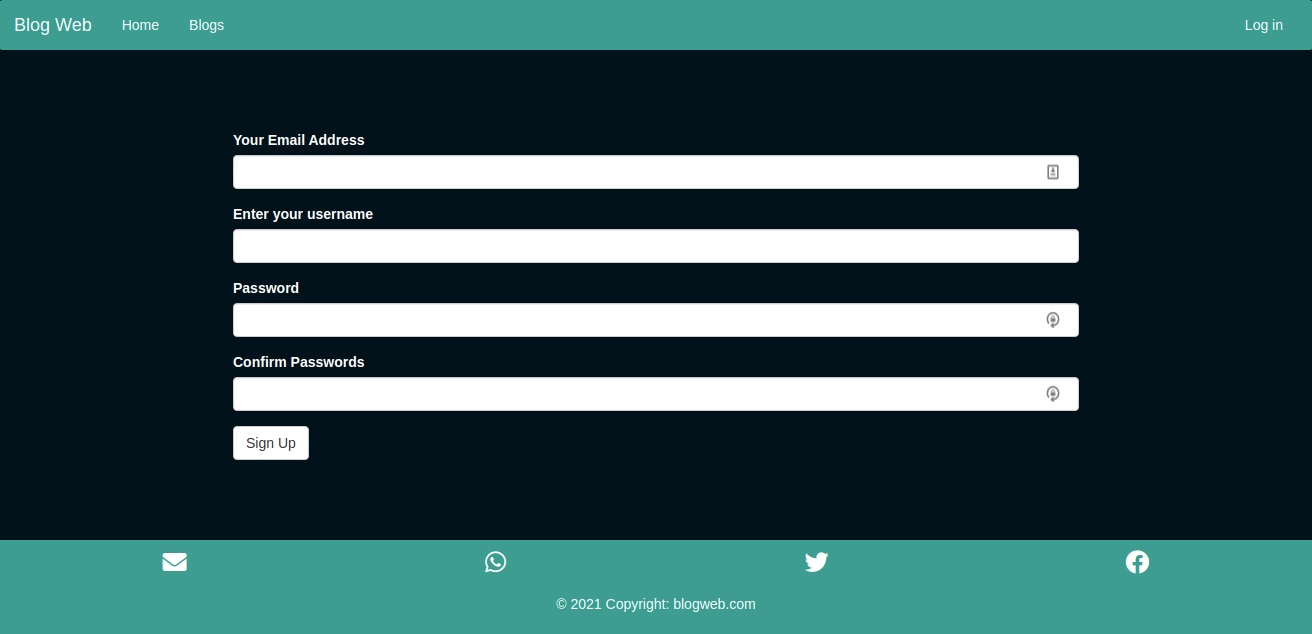 Blog Web Home Blogs Log in
Your Email Address
Enter your username
Password
Confirm Passwords
Sign Up
© 2021 Copyright: blogweb.com